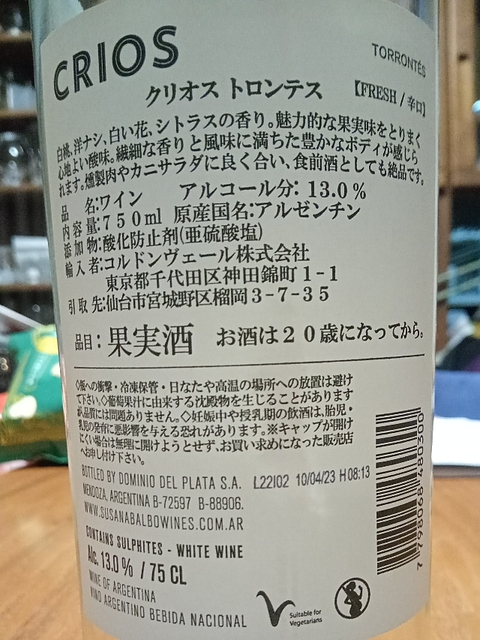 CRIOS
TORRONTÉS
クリオス トロンテス 【FRESH / 辛口】
白桃、洋ナシ、白い花、シトラスの香り。魅力的な果実味をとりまく
心地よい酸味。繊細な香りと風味に満ちた豊かなボディが感じら
れます。燻製肉やカニサラダに良く合い、食前酒としても絶品です。
品 名:ワイン アルコール分: 13.0%
内 容 量:750ml 原産国名:アルゼンチン
添 加 物:酸化防止剤(亜硫酸塩)
輸 入 者:コルドンヴェール株式会社
東京都千代田区神田錦町1-1
引 取 先:仙台市宮城野区榴岡3-7-35
品目: 果実酒 お酒は20歳になってから。
◇瓶への衝撃・冷凍保管・日なたや高温の場所への放置は避け
て下さい。◇葡萄果汁に由来する沈殿物を生じることがあります
が、品質には問題ありません。◇妊娠中や授乳期の飲酒は、胎児・
乳児の発育に悪影響を与える恐れがあります。※キャップが開け
にくい場合は無理に開けようとせず、お買い求めになった販売店
へお申し付け下さい。
BOTTLED BY DOMINIO DEL PLATA S.A. L22I02 10/04/23 H08:13
MENDOZA, ARGENTINA B-72597 B-88906.
WWW.SUSANABALBOWINES.COM.AR
CONTAINS SULPHITES - WHITE WINE
Alc. 13.0% / 75 CL
WINE OF ARGENTINA
VINO ARGENTINO BEBIDA NACIONAL
Suitable for
Vegetarians
7 798068 480300